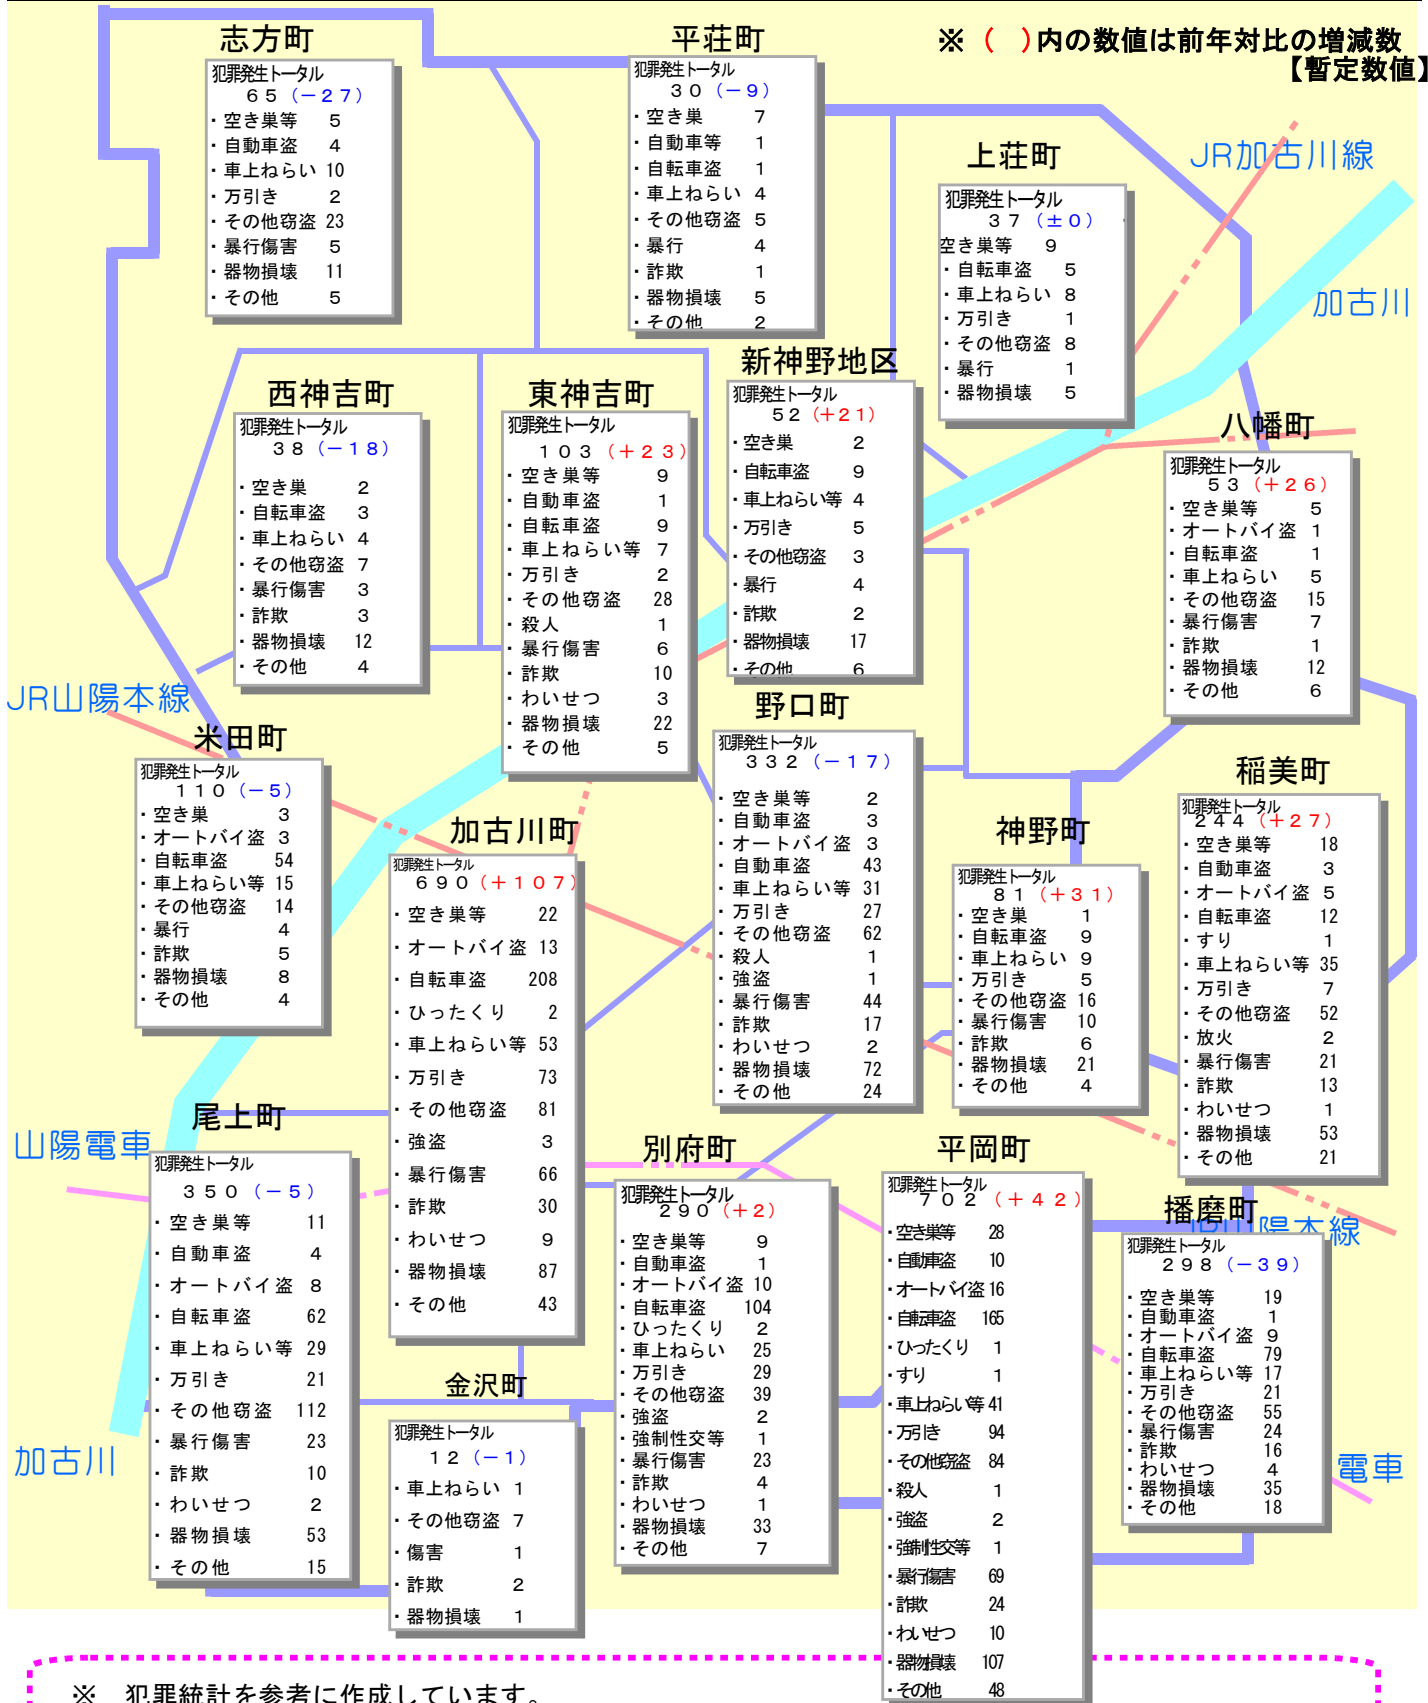 ※（　）内の数値は前年対比の増減数
【暫定数値】
志方町
犯罪発生トータル
６５（－２７）
・空き巣等　5
・自動車盗　4
・車上ねらい 10
・万引き　2
・その他窃盗 23
・暴行傷害　5
・器物損壊　11
・その他　5
平荘町
犯罪発生トータル
３０（－９）
・空き巣　7
・自動車等　1
・自転車盗　1
・車上ねらい 4
・その他窃盗 5
・暴行　4
・詐欺　1
・器物損壊　5
・その他　2
上荘町
犯罪発生トータル
３７（±０）
空き巣等　9
・自転車盗　5
・車上ねらい 8
・万引き　1
・その他窃盗 8
・暴行　1
・器物損壊　5
JR加古川線
加古川
西神吉町
犯罪発生トータル
３８（－１８）
・空き巣　2
・自転車盗　3
・車上ねらい 4
・その他窃盗 7
・暴行傷害　3
・詐欺　3
・器物損壊　12
・その他　4
東神吉町
犯罪発生トータル
１０３（＋２３）
・空き巣等　9
・自動車盗　1
・自転車盗　9
・車上ねらい等 7
・万引き　2
・その他窃盗　28
・殺人　1
・暴行傷害　6
・詐欺　10
・わいせつ　3
・器物損壊　22
・その他　5
新神野地区
犯罪発生トータル
５２（＋２１）
・空き巣　2
・自転車盗　9
・車上ねらい等 4
・万引き　5
・その他窃盗　3
・暴行　4
・詐欺　2
・器物損壊　17
・その他　6
八幡町
犯罪発生トータル
５３（＋２６）
・空き巣等　5
・オートバイ盗 1
・自転車盗　1
・車上ねらい　5
・その他窃盗　15
・暴行傷害　7
・詐欺　1
・器物損壊　12
・その他　6
JR山陽本線
米田町
犯罪発生トータル
１１０（－５）
・空き巣　3
・オートバイ盗 3
・自転車盗　54
・車上ねらい等 15
・その他窃盗　14
・暴行　4
・詐欺　5
・器物損壊　8
・その他　4
加古川町
犯罪発生トータル
６９０（＋１０７）
・空き巣等　22
・オートバイ盗 13
・自転車盗　208
・ひったくり　2
・車上ねらい等 53
・万引き　73
・その他窃盗　81
・強盗　3
・暴行傷害　66
・詐欺　30
・わいせつ　9
・器物損壊　87
・その他　43
野口町
犯罪発生トータル
３３２（－１７）
・空き巣等　2
・自動車盗　3
・オートバイ盗 3
・自動車盗　43
・車上ねらい等 31
・万引き　27
・その他窃盗　62
・殺人　1
・強盗　1
・暴行傷害　44
・詐欺　17
・わいせつ　2
・器物損壊　72
・その他　24
神野町
犯罪発生トータル
８１（＋３１）
・空き巣　1
・自転車盗　9
・車上ねらい 9
・万引き　5
・その他窃盗 16
・暴行傷害　10
・詐欺　6
・器物損壊　21
・その他　4
稲美町
犯罪発生トータル
２４４（＋２７）
・空き巣等　18
・自動車盗　3
・オートバイ盗 5
・自転車盗　12
・すり　1
・車上ねらい等 35
・万引き　7
・その他窃盗　52
・放火　2
・暴行傷害　21
・詐欺　13
・わいせつ　1
・器物損壊　53
・その他　21
山陽電車
尾上町
犯罪発生トータル
３５０（－５）
・空き巣等　11
・自動車盗　4
・オートバイ盗 8
・自転車盗　62
・車上ねらい等 29
・万引き　21
・その他窃盗　112
・暴行傷害　23
・詐欺　10
・わいせつ　2
・器物損壊　53
・その他　15
加古川
金沢町
犯罪発生トータル
１２（－１）
・車上ねらい 1
・その他窃盗 7
・傷害　1
・詐欺　2
・器物損壊　1
別府町
犯罪発生トータル
２９０（＋２）
・空き巣等　9
・自動車盗　1
・オートバイ盗 10
・自転車盗　104
・ひったくり　2
・車上ねらい　25
・万引き　29
・その他窃盗　39
・強盗　2
・強制性交等　1
・暴行傷害　23
・詐欺　4
・わいせつ　1
・器物損壊　33
・その他　7
平岡町
犯罪発生トータル
７０２（＋４２）
・空き巣等　28
・自動車盗　10
・オートバイ盗 16
・自転車盗　165
・ひったくり　1
・すり　1
・車上ねらい等 41
・万引き　94
・その他窃盗　84
・殺人　1
・強盗　2
・強制性交等　1
・暴行傷害　69
・詐欺　24
・わいせつ　10
・器物損壊　107
・その他　48
播磨町
JR山陽本線
犯罪発生トータル
２９８（－３９）
・空き巣等　19
・自動車盗　1
・オートバイ盗 9
・自転車盗　79
・車上ねらい等 17
・万引き　21
・その他窃盗　55
・暴行傷害　24
・詐欺　16
・わいせつ　4
・器物損壊　35
・その他　18
電車
※　犯罪統計を参考に作成しています。